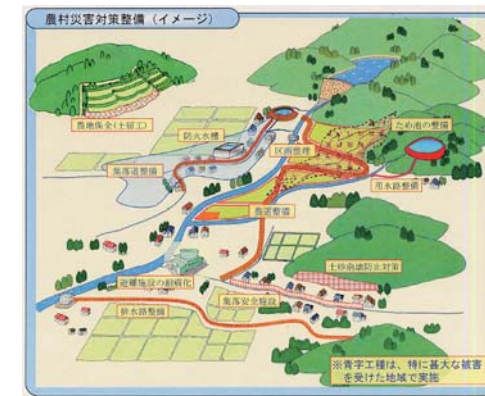 農村災害対策整備（イメージ）
農地保全（土留工）
防火水槽
ため池の整備
区画整理
集落道整備
用水路整備
農道整備
土砂崩壊防止対策
避難施設の耐震化
集落安全施設
排水路整備
※青字工種は、特に甚大な被害
を受けた地域で実施